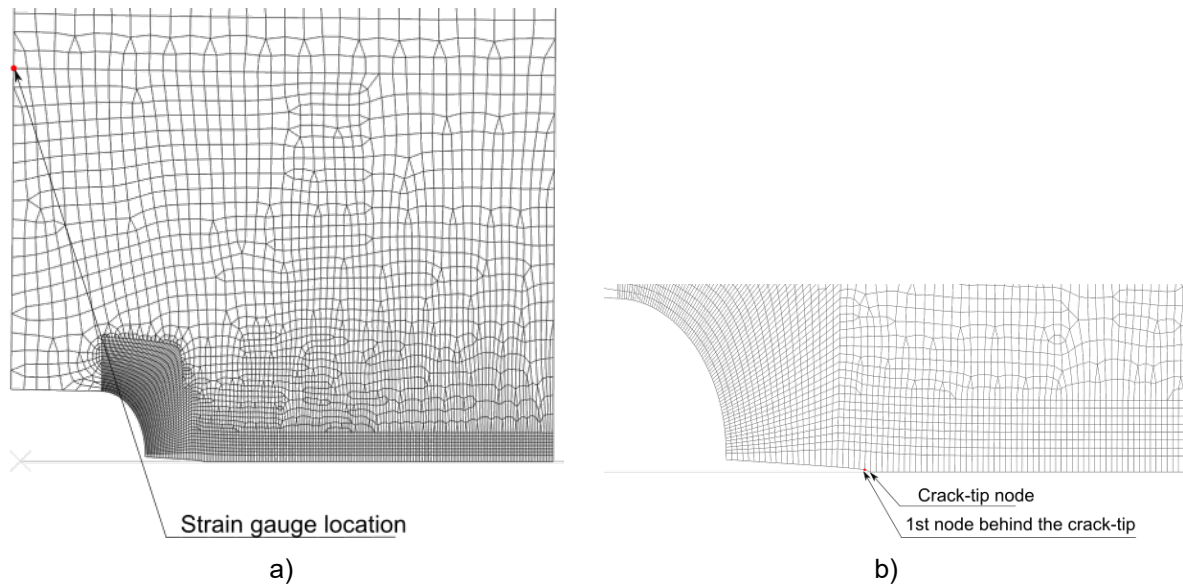 Strain gauge location
Crack-tip node
1st node behind the crack-tip
a)
b)